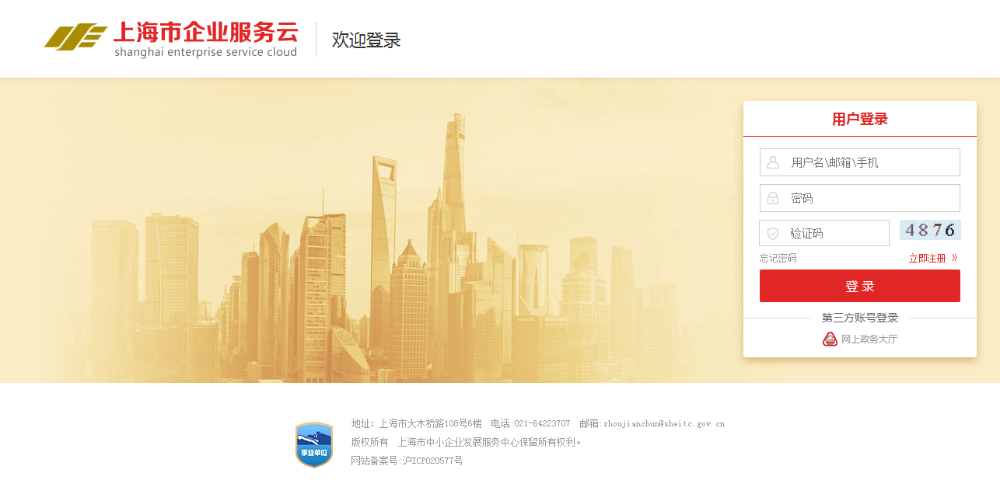 上海市企业服务云
shanghai enterprise service cloud
欢迎登录
用户登录
用户名\邮箱\手机
密码
验证码
4876
忘记密码 立即注册 》
登 录
第三方账号登录
网上政务大厅
地址：上海市大木桥路108号6楼 电话:021-64223707 邮箱:zhoujianchun@sheitc.gov.cn
版权所有 上海市中小企业发展服务中心保留所有权利。
网站备案号:沪ICP020577号
事业单位